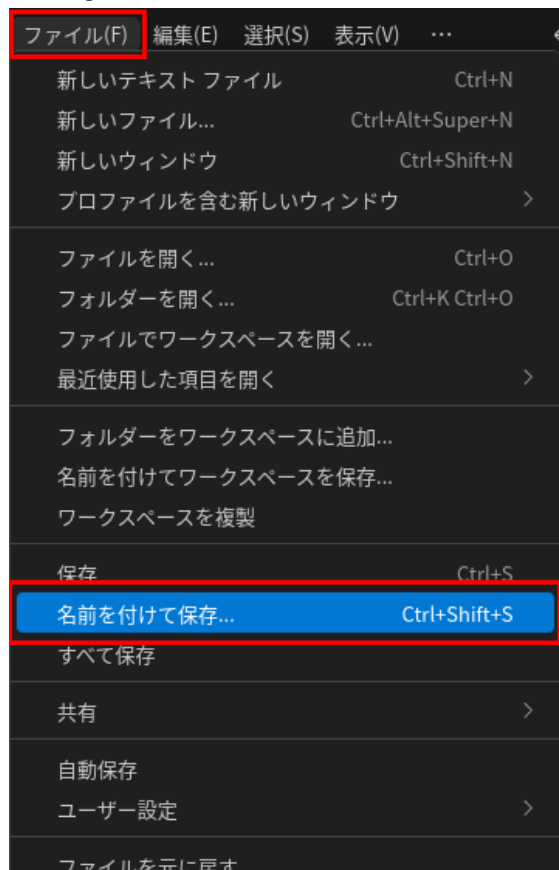 ファイル(F) 編集(E) 選択(S) 表示(V) …
新しいテキスト ファイル Ctrl+N
新しいファイル... Ctrl+Alt+Super+N
新しいウィンドウ Ctrl+Shift+N
プロファイルを含む新しいウィンドウ >
ファイルを開く... Ctrl+O
フォルダーを開く... Ctrl+K Ctrl+O
ファイルでワークスペースを開く...
最近使用した項目を開く >
フォルダーをワークスペースに追加...
名前を付けてワークスペースを保存...
ワークスペースを複製
保存 Ctrl+S
名前を付けて保存... Ctrl+Shift+S
すべて保存
共有 >
自動保存
ユーザー設定 >
ファイルを元に戻す